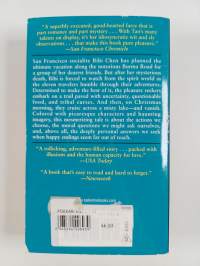 "A superbly executed, good-hearted farce that is
part romance and part mystery . . . . With Tan's many
talents on display, it's her idiosyncratic wit and sly
observations . . . that make this book pure pleasure."
—San Francisco Chronicle
San Francisco socialite Bibi Chen has planned the
ultimate vacation along the notorious Burma Road for a
group of her dearest friends. But after her mysterious
death, Bibi is forced to watch from the spirit world as
the eleven travelers bumble through their adventures.
Determined to make the best of it, the pleasure seekers
embark on a trail paved with uncertainty, questionable
food, and tribal curses. And then, on Christmas
morning, they cruise across a misty lake—and vanish.
Colored with picturesque characters and haunting
imagery, this mesmerizing tale is about the actions we
choose, the moral questions we might ask ourselves,
and, above all, the deeply personal answers we seek
when happy endings seem far out of reach.
"A rollicking, adventure-filled story . . . packed with
illusions and the human capacity for love."
—USA Today
"A book that's easy to read and hard to forget."
—Newsweek